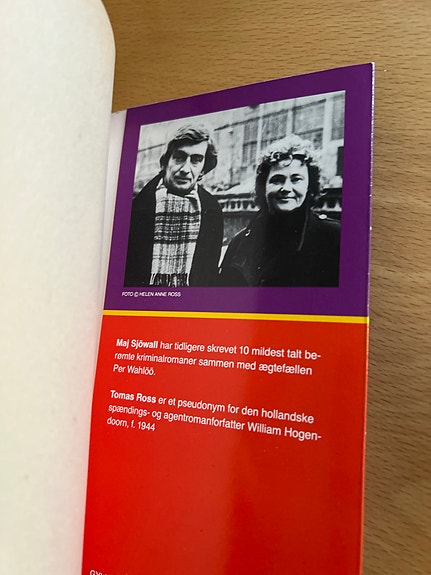 FOTO © HELEN ANNE ROSS
Maj Sjöwall har tidligere skrevet 10 mildest talt be-
rømte kriminalromaner sammen med ægtefællen
Per Wahlöö.
Tomas Ross er et pseudonym for den hollandske
spændings- og agentromanforfatter William Hogen-
doorn, f. 1944